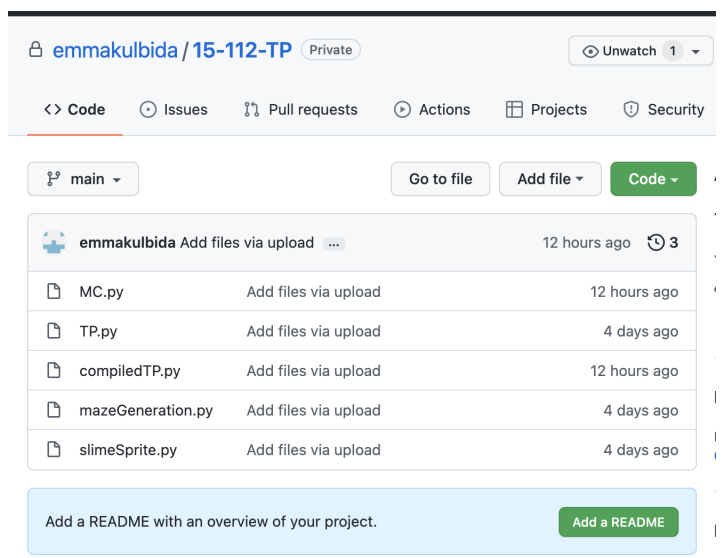 emmakulbida / 15-112-TP Private Unwatch 1
<> Code Issues Pull requests Actions Projects Security
main Go to file Add file Code
emmakulbida Add files via upload ... 12 hours ago 3
MC.py Add files via upload 12 hours ago
TP.py Add files via upload 4 days ago
compiledTP.py Add files via upload 12 hours ago
mazeGeneration.py Add files via upload 4 days ago
slimeSprite.py Add files via upload 4 days ago
Add a README with an overview of your project. Add a README